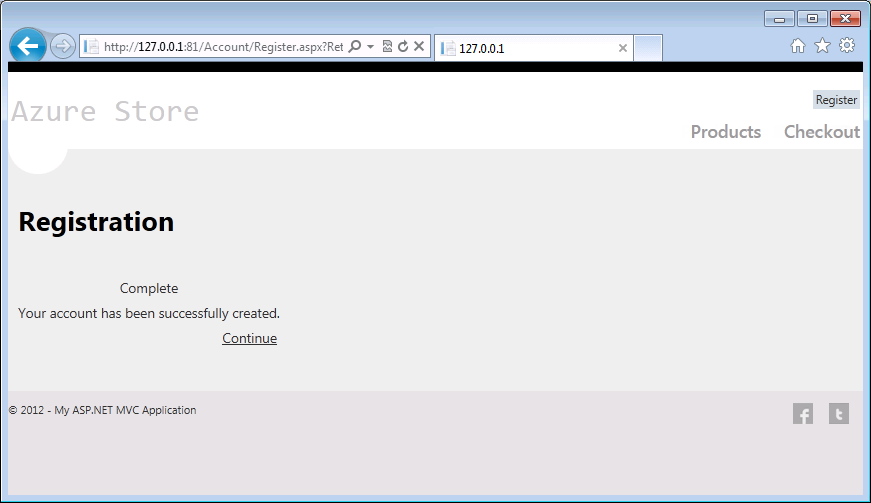 http://127.0.0.1:81/Account/Register.aspx?Ret
127.0.0.1
Azure Store
Register
Products Checkout
Registration
Complete
Your account has been successfully created.
Continue
© 2012 - My ASP.NET MVC Application